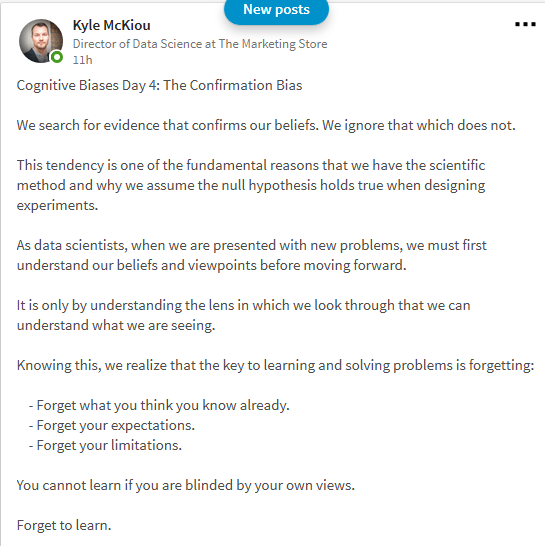 New posts
Kyle McKiou
Director of Data Science at The Marketing Store
11h
Cognitive Biases Day 4: The Confirmation Bias
We search for evidence that confirms our beliefs. We ignore that which does not.
This tendency is one of the fundamental reasons that we have the scientific
method and why we assume the null hypothesis holds true when designing
experiments.
As data scientists, when we are presented with new problems, we must first
understand our beliefs and viewpoints before moving forward.
It is only by understanding the lens in which we look through that we can
understand what we are seeing.
Knowing this, we realize that the key to learning and solving problems is forgetting:
- Forget what you think you know already.
- Forget your expectations.
- Forget your limitations.
You cannot learn if you are blinded by your own views.
Forget to learn.